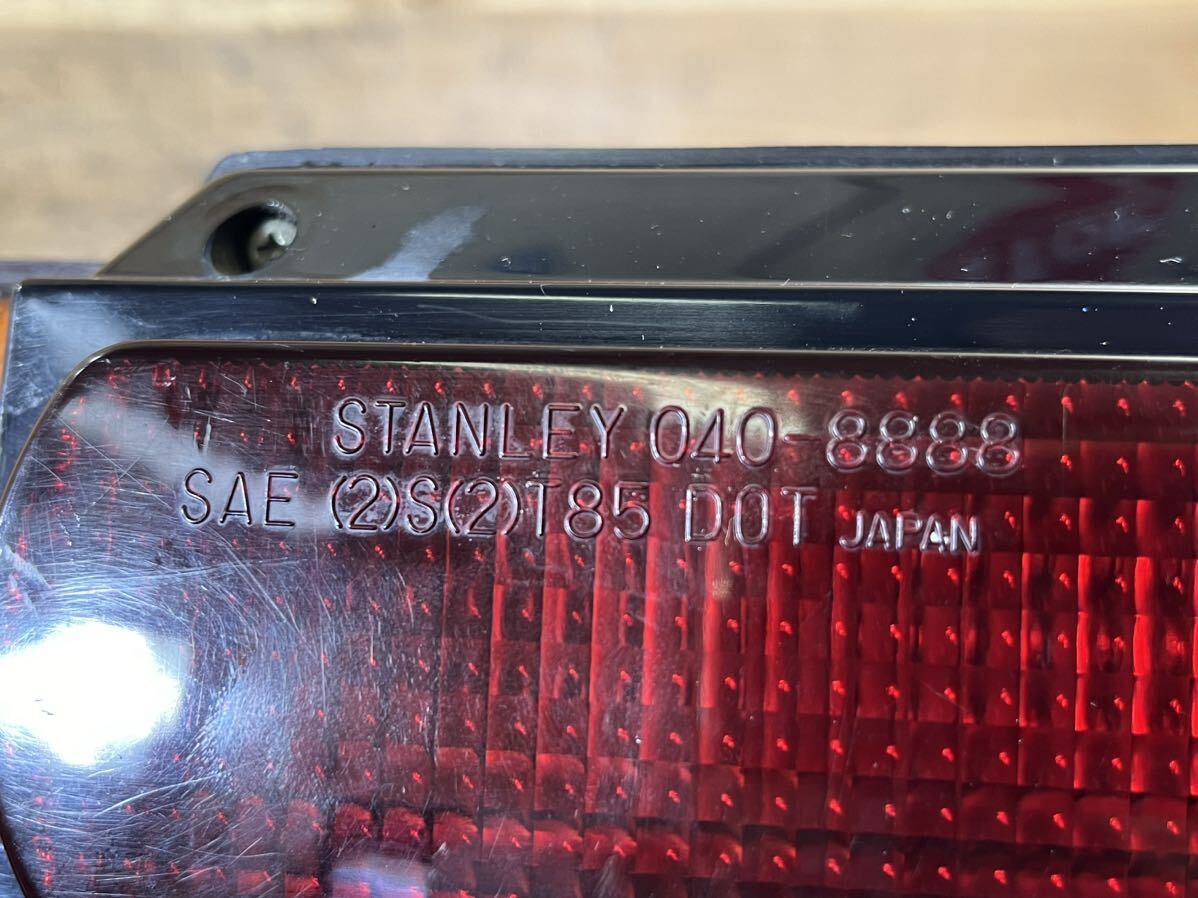 STANLEY 040-8888
SAE (2)S(2)T85 DOT JAPAN